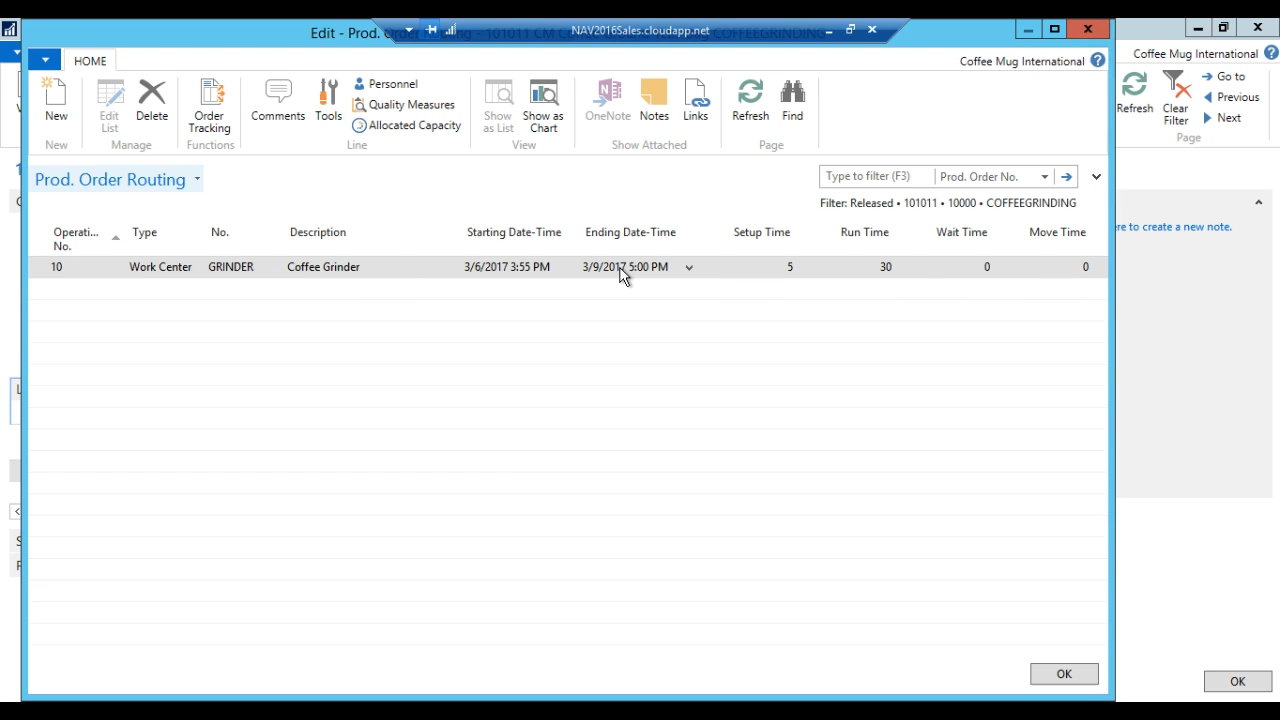 Edit - Prod. Order Routing - 101011 CM Co COFFEEGRINDING
NAV2016Sales.cloudapp.net
HOME
Coffee Mug International
Coffee Mug International
New
Edit List
Delete
Order Tracking
Comments
Tools
Personnel
Quality Measures
Allocated Capacity
Show as List
Show as Chart
OneNote
Notes
Links
Refresh
Find
New
Manage
Functions
Line
View
Show Attached
Page
Refresh
Clear Filter
Go to
Previous
Next
Page
Prod. Order Routing
Type to filter (F3)
Prod. Order No.
Filter: Released • 101011 • 10000 • COFFEEGRINDING
Operati... No. Type No. Description Starting Date-Time Ending Date-Time Setup Time Run Time Wait Time Move Time
10 Work Center GRINDER Coffee Grinder 3/6/2017 3:55 PM 3/9/2017 5:00 PM 5 30 0 0
re to create a new note.
OK
OK